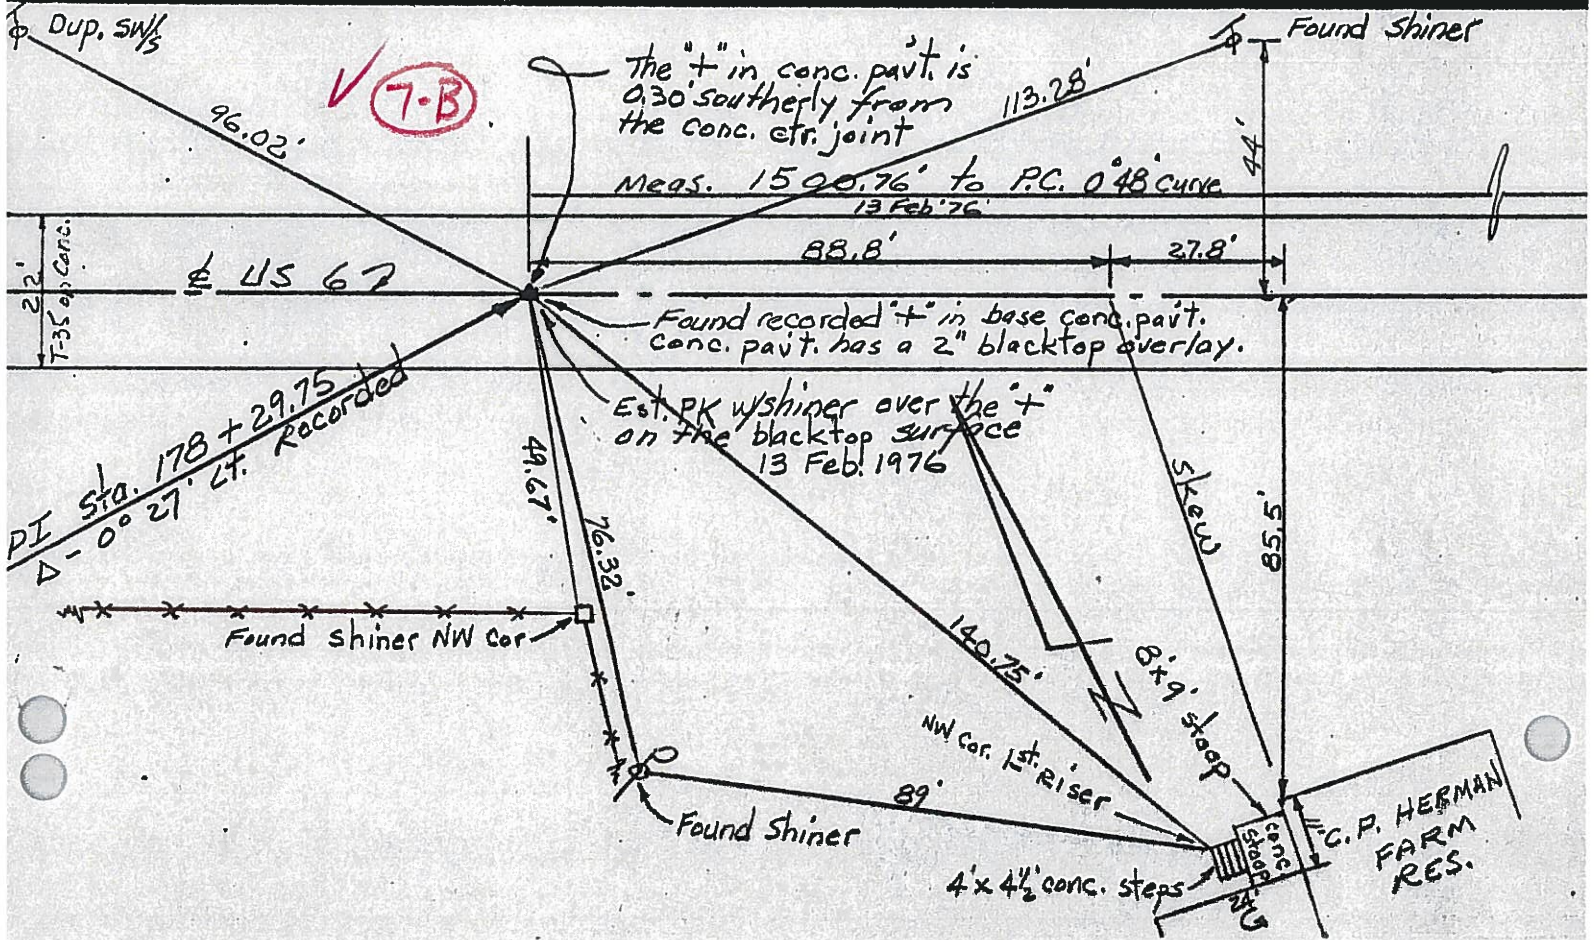 Dup. SW/S
7-B
The "+" in conc. pav't. is
0.30' southerly from
the conc. ctr. joint
Found Shiner
96.02'
113.28'
44'
Meas. 1500.76' to P.C. 0°48' curve
13 Feb '76
22'
T-35 on Conc.
℄ US 67
88.8'
27.8'
Found recorded "+" in base conc. pav't.
Conc. pav't. has a 2" blacktop overlay.
PI Sta. 178 + 29.75
Δ - 0° 27' Lt. Recorded
Est. PK w/shiner over the "+"
on the blacktop surface
13 Feb. 1976
49.67'
76.32'
skew
85.5'
Found Shiner NW Cor
140.75'
8'x9' stoop
NW Cor. 1st. Riser
89'
Found Shiner
N
conc
stoop
C.P. HERMAN
FARM
RES.
4'x 4½' conc. steps
24'